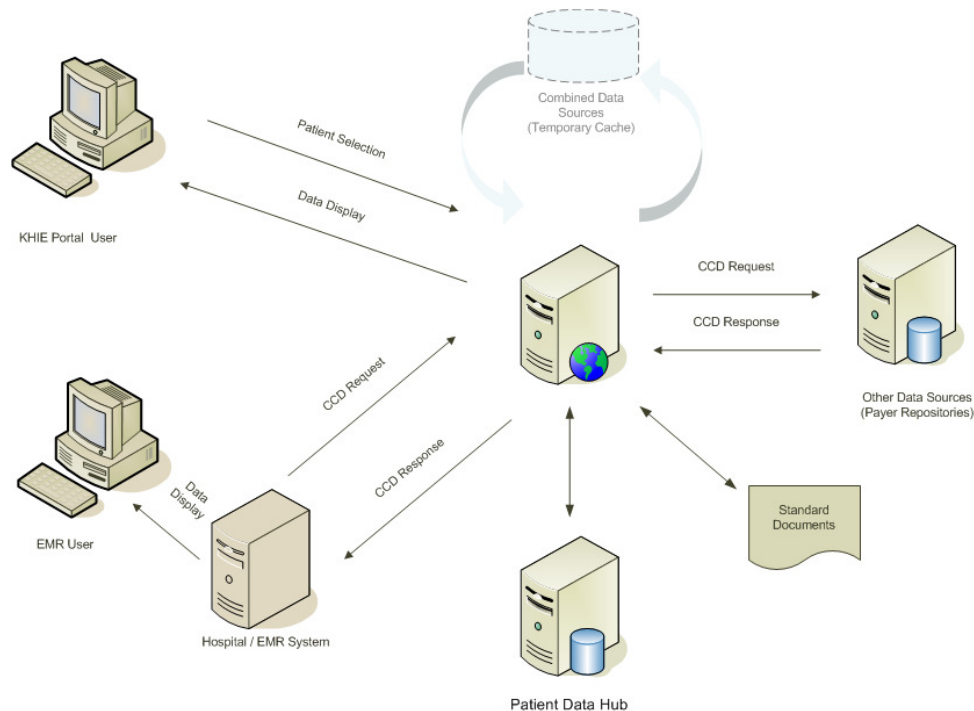 Combined Data
Sources
(Temporary Cache)
Patient Selection
Data Display
KHIE Portal User
CCD Request
CCD Response
Other Data Sources
(Payer Repositories)
CCD Request
CCD Response
Data
Display
EMR User
Hospital / EMR System
Standard
Documents
Patient Data Hub